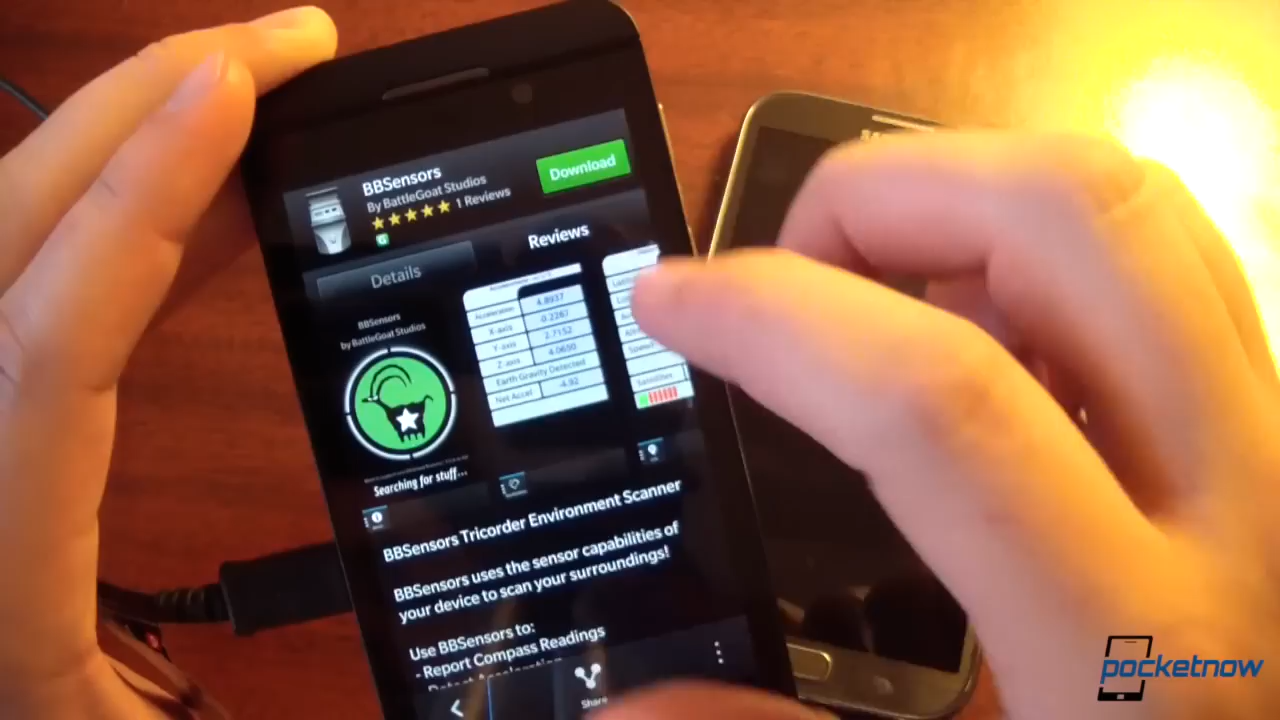 BBSensors
By BattleGoat Studios
1 Reviews
Download
Details
Reviews
BBSensors
by BattleGoat Studios
Searching for stuff...
Acceleration
4.8937
X-axis
0.2267
Y-axis
2.7152
Z-axis
4.0650
Earth Gravity Detected
Net Accel
-4.92
Satellites
BBSensors Tricorder Environment Scanner
BBSensors uses the sensor capabilities of
your device to scan your surroundings!
Use BBSensors to:
- Report Compass Readings
- Detect Acceleration
Share
pocketnow